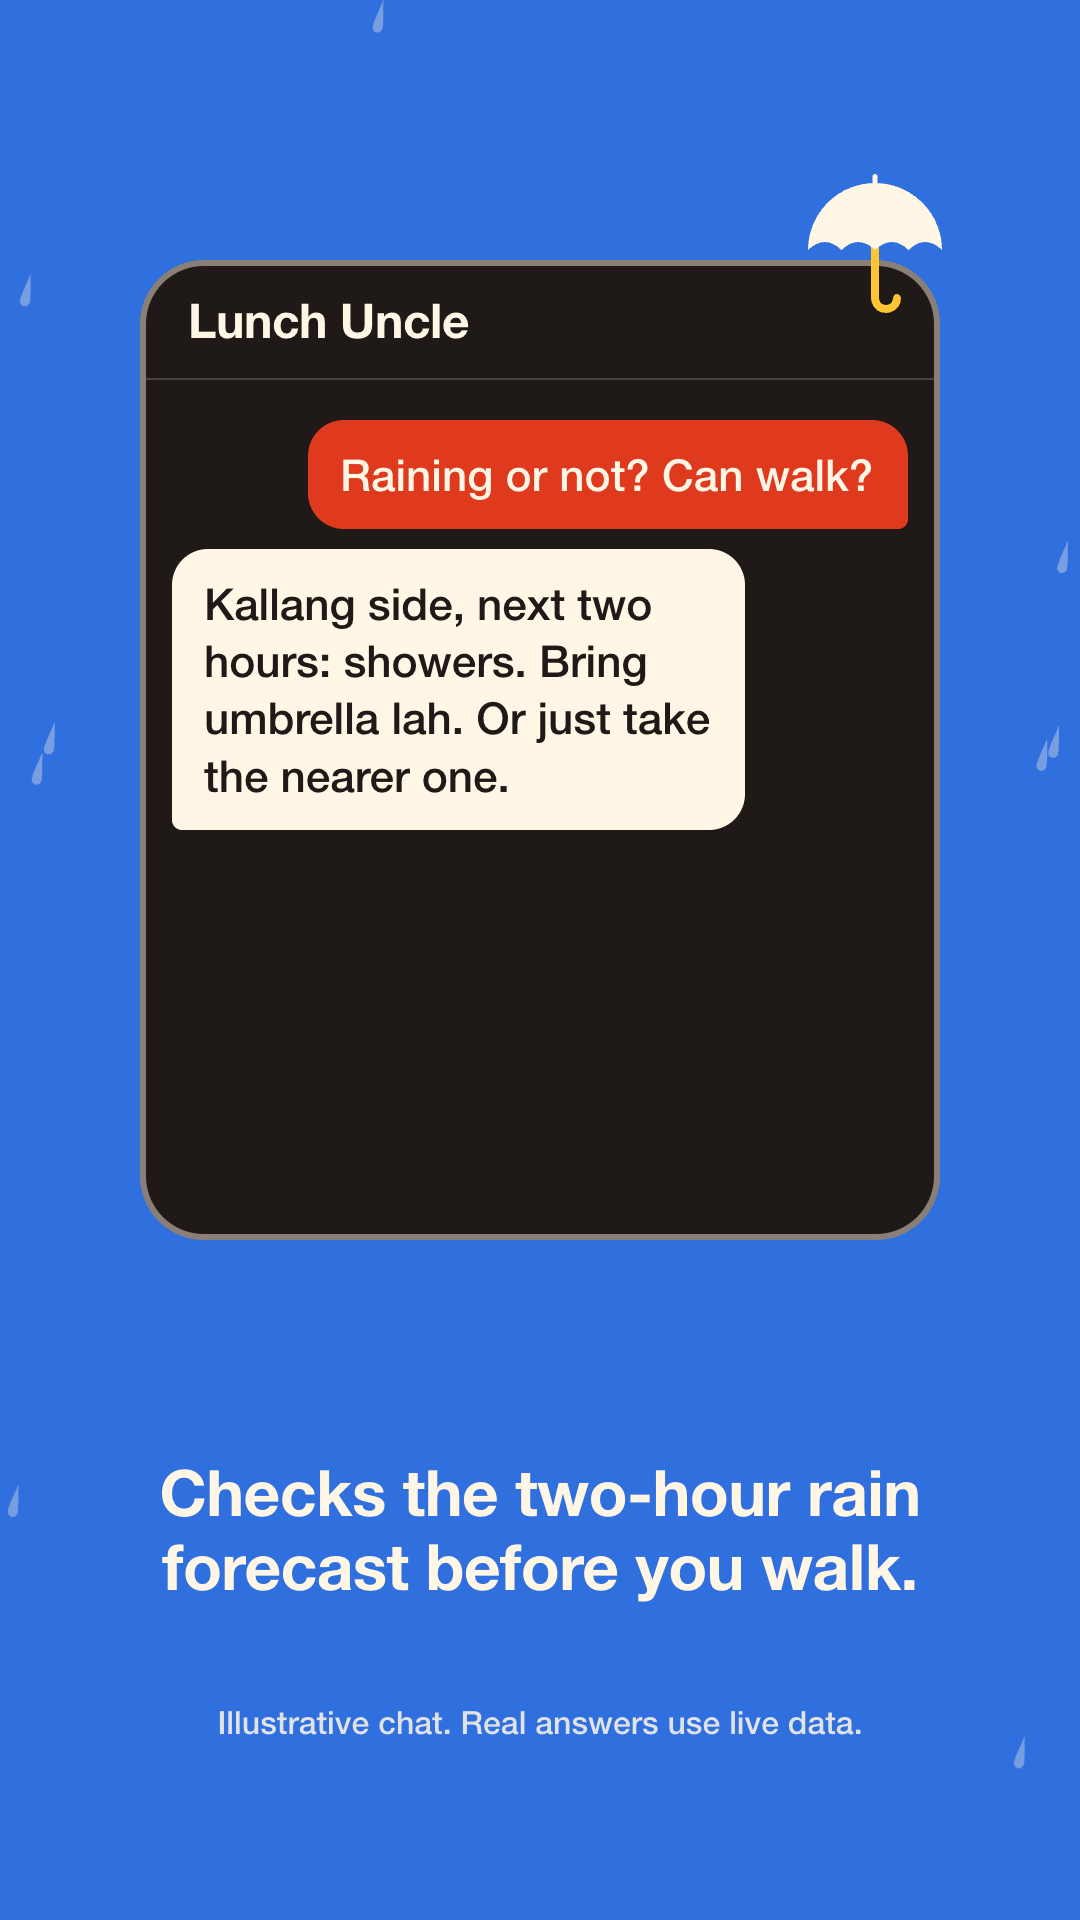 Lunch Uncle
Raining or not? Can walk?
Kallang side, next two
hours: showers. Bring
umbrella lah. Or just take
the nearer one.
Checks the two-hour rain
forecast before you walk.
Illustrative chat. Real answers use live data.